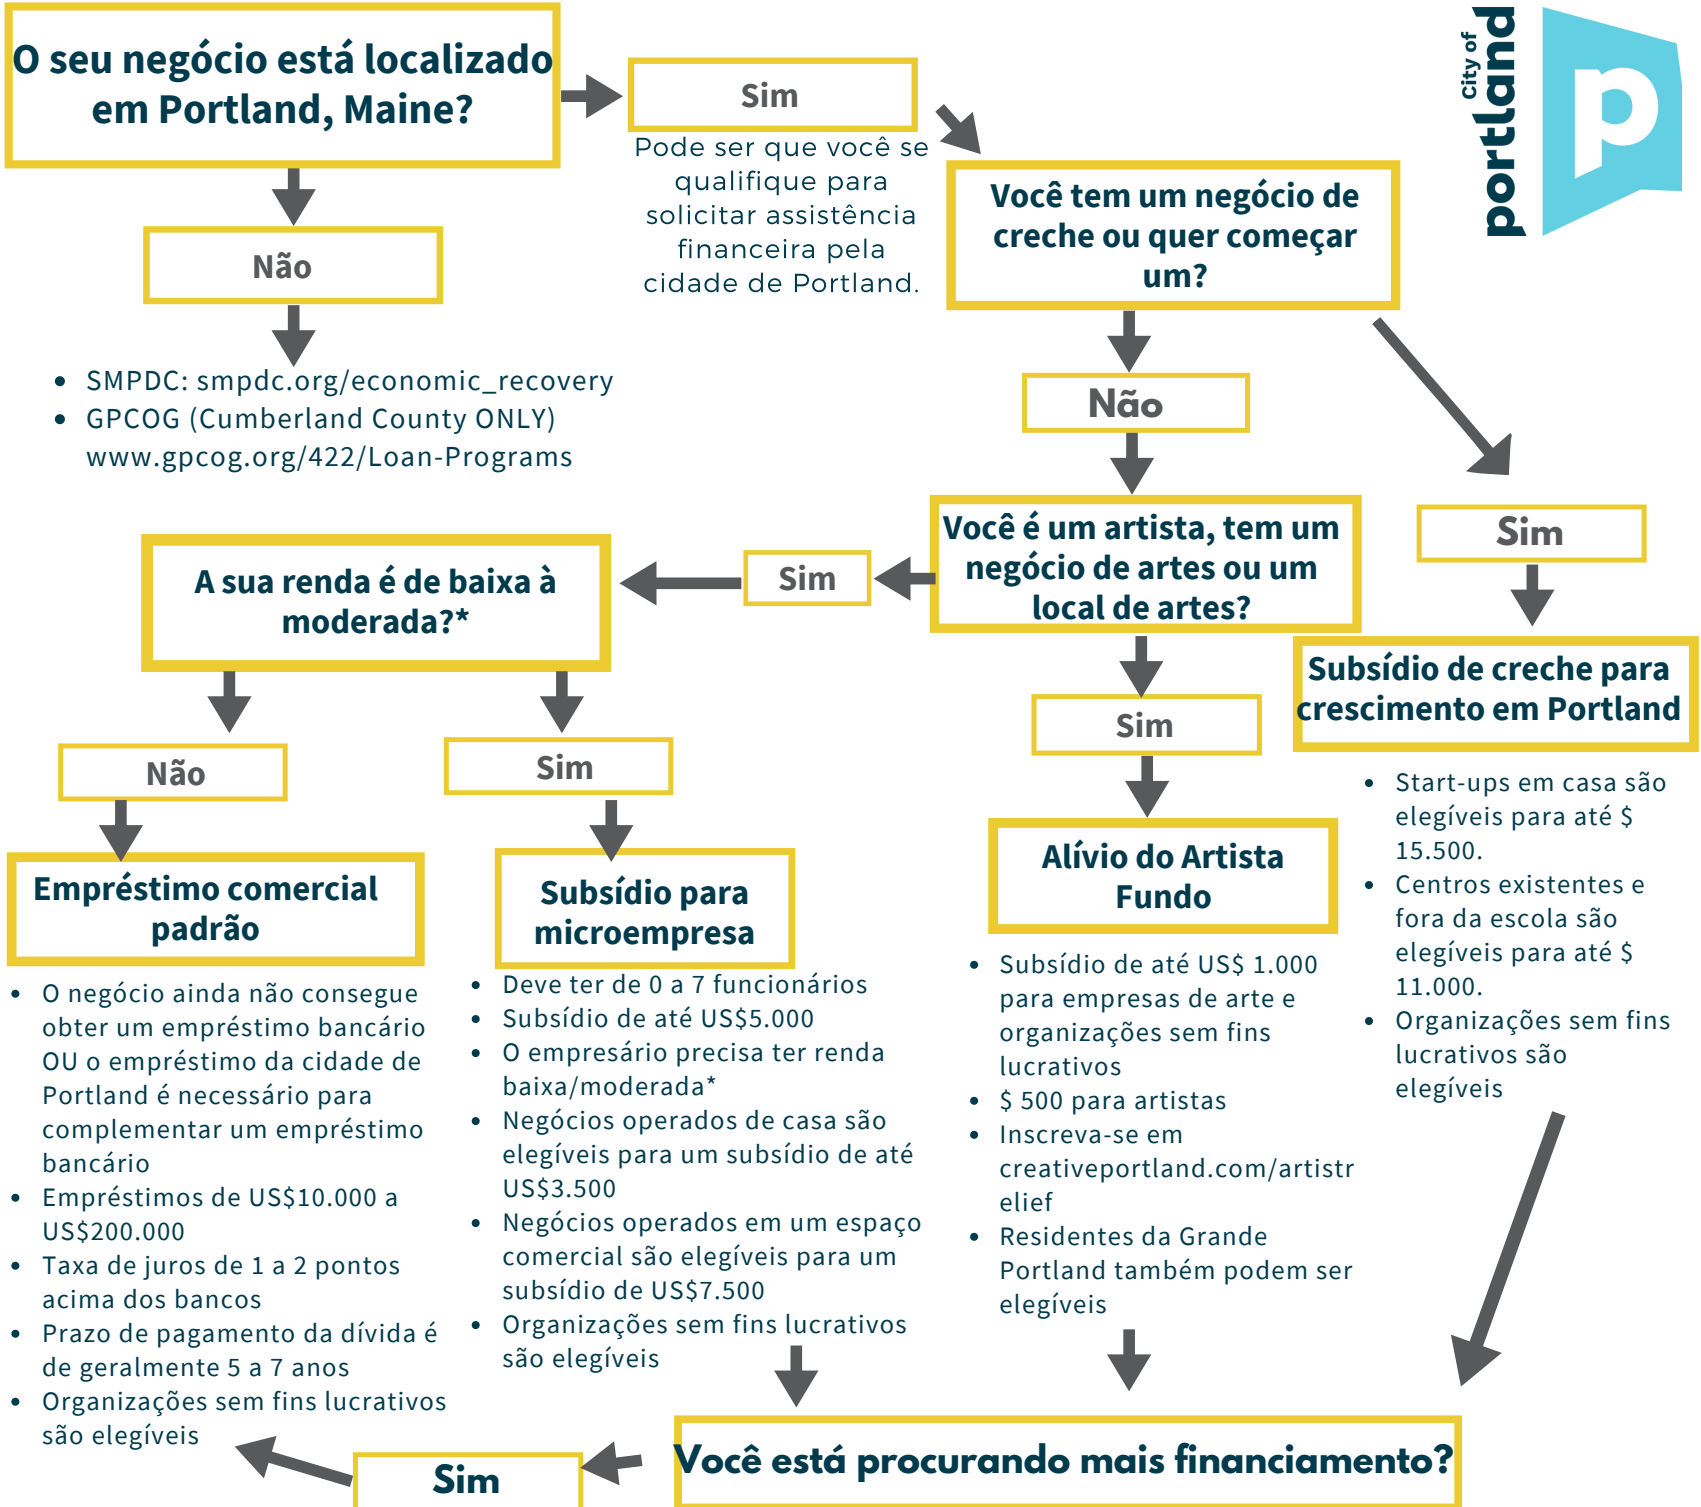 O seu negócio está localizado
em Portland, Maine?
Sim
Pode ser que você se
qualifique para
solicitar assistência
financeira pela
cidade de Portland.
City of
portland
p
Você tem um negócio de
creche ou quer começar
um?
Não
• SMPDC: smpdc.org/economic_recovery
• GPCOG (Cumberland County ONLY)
www.gpcog.org/422/Loan-Programs
Não
Sim
Você é um artista, tem um
negócio de artes ou um
local de artes?
Sim
A sua renda é de baixa à
moderada?*
Sim
Subsídio de creche para
crescimento em Portland
• Start-ups em casa são
elegíveis para até $
15.500.
• Centros existentes e
fora da escola são
elegíveis para até $
11.000.
• Organizações sem fins
lucrativos são
elegíveis
Não
Sim
Empréstimo comercial
padrão
• O negócio ainda não consegue
obter um empréstimo bancário
OU o empréstimo da cidade de
Portland é necessário para
complementar um empréstimo
bancário
• Empréstimos de US$10.000 a
US$200.000
• Taxa de juros de 1 a 2 pontos
acima dos bancos
• Prazo de pagamento da dívida é
de geralmente 5 a 7 anos
• Organizações sem fins lucrativos
são elegíveis
Subsídio para
microempresa
• Deve ter de 0 a 7 funcionários
• Subsídio de até US$5.000
• O empresário precisa ter renda
baixa/moderada*
• Negócios operados de casa são
elegíveis para um subsídio de até
US$3.500
• Negócios operados em um espaço
comercial são elegíveis para um
subsídio de US$7.500
• Organizações sem fins lucrativos
são elegíveis
Alívio do Artista
Fundo
• Subsídio de até US$ 1.000
para empresas de arte e
organizações sem fins
lucrativos
• $ 500 para artistas
• Inscreva-se em
creativeportland.com/artistr
elief
• Residentes da Grande
Portland também podem ser
elegíveis
Você está procurando mais financiamento?
Sim